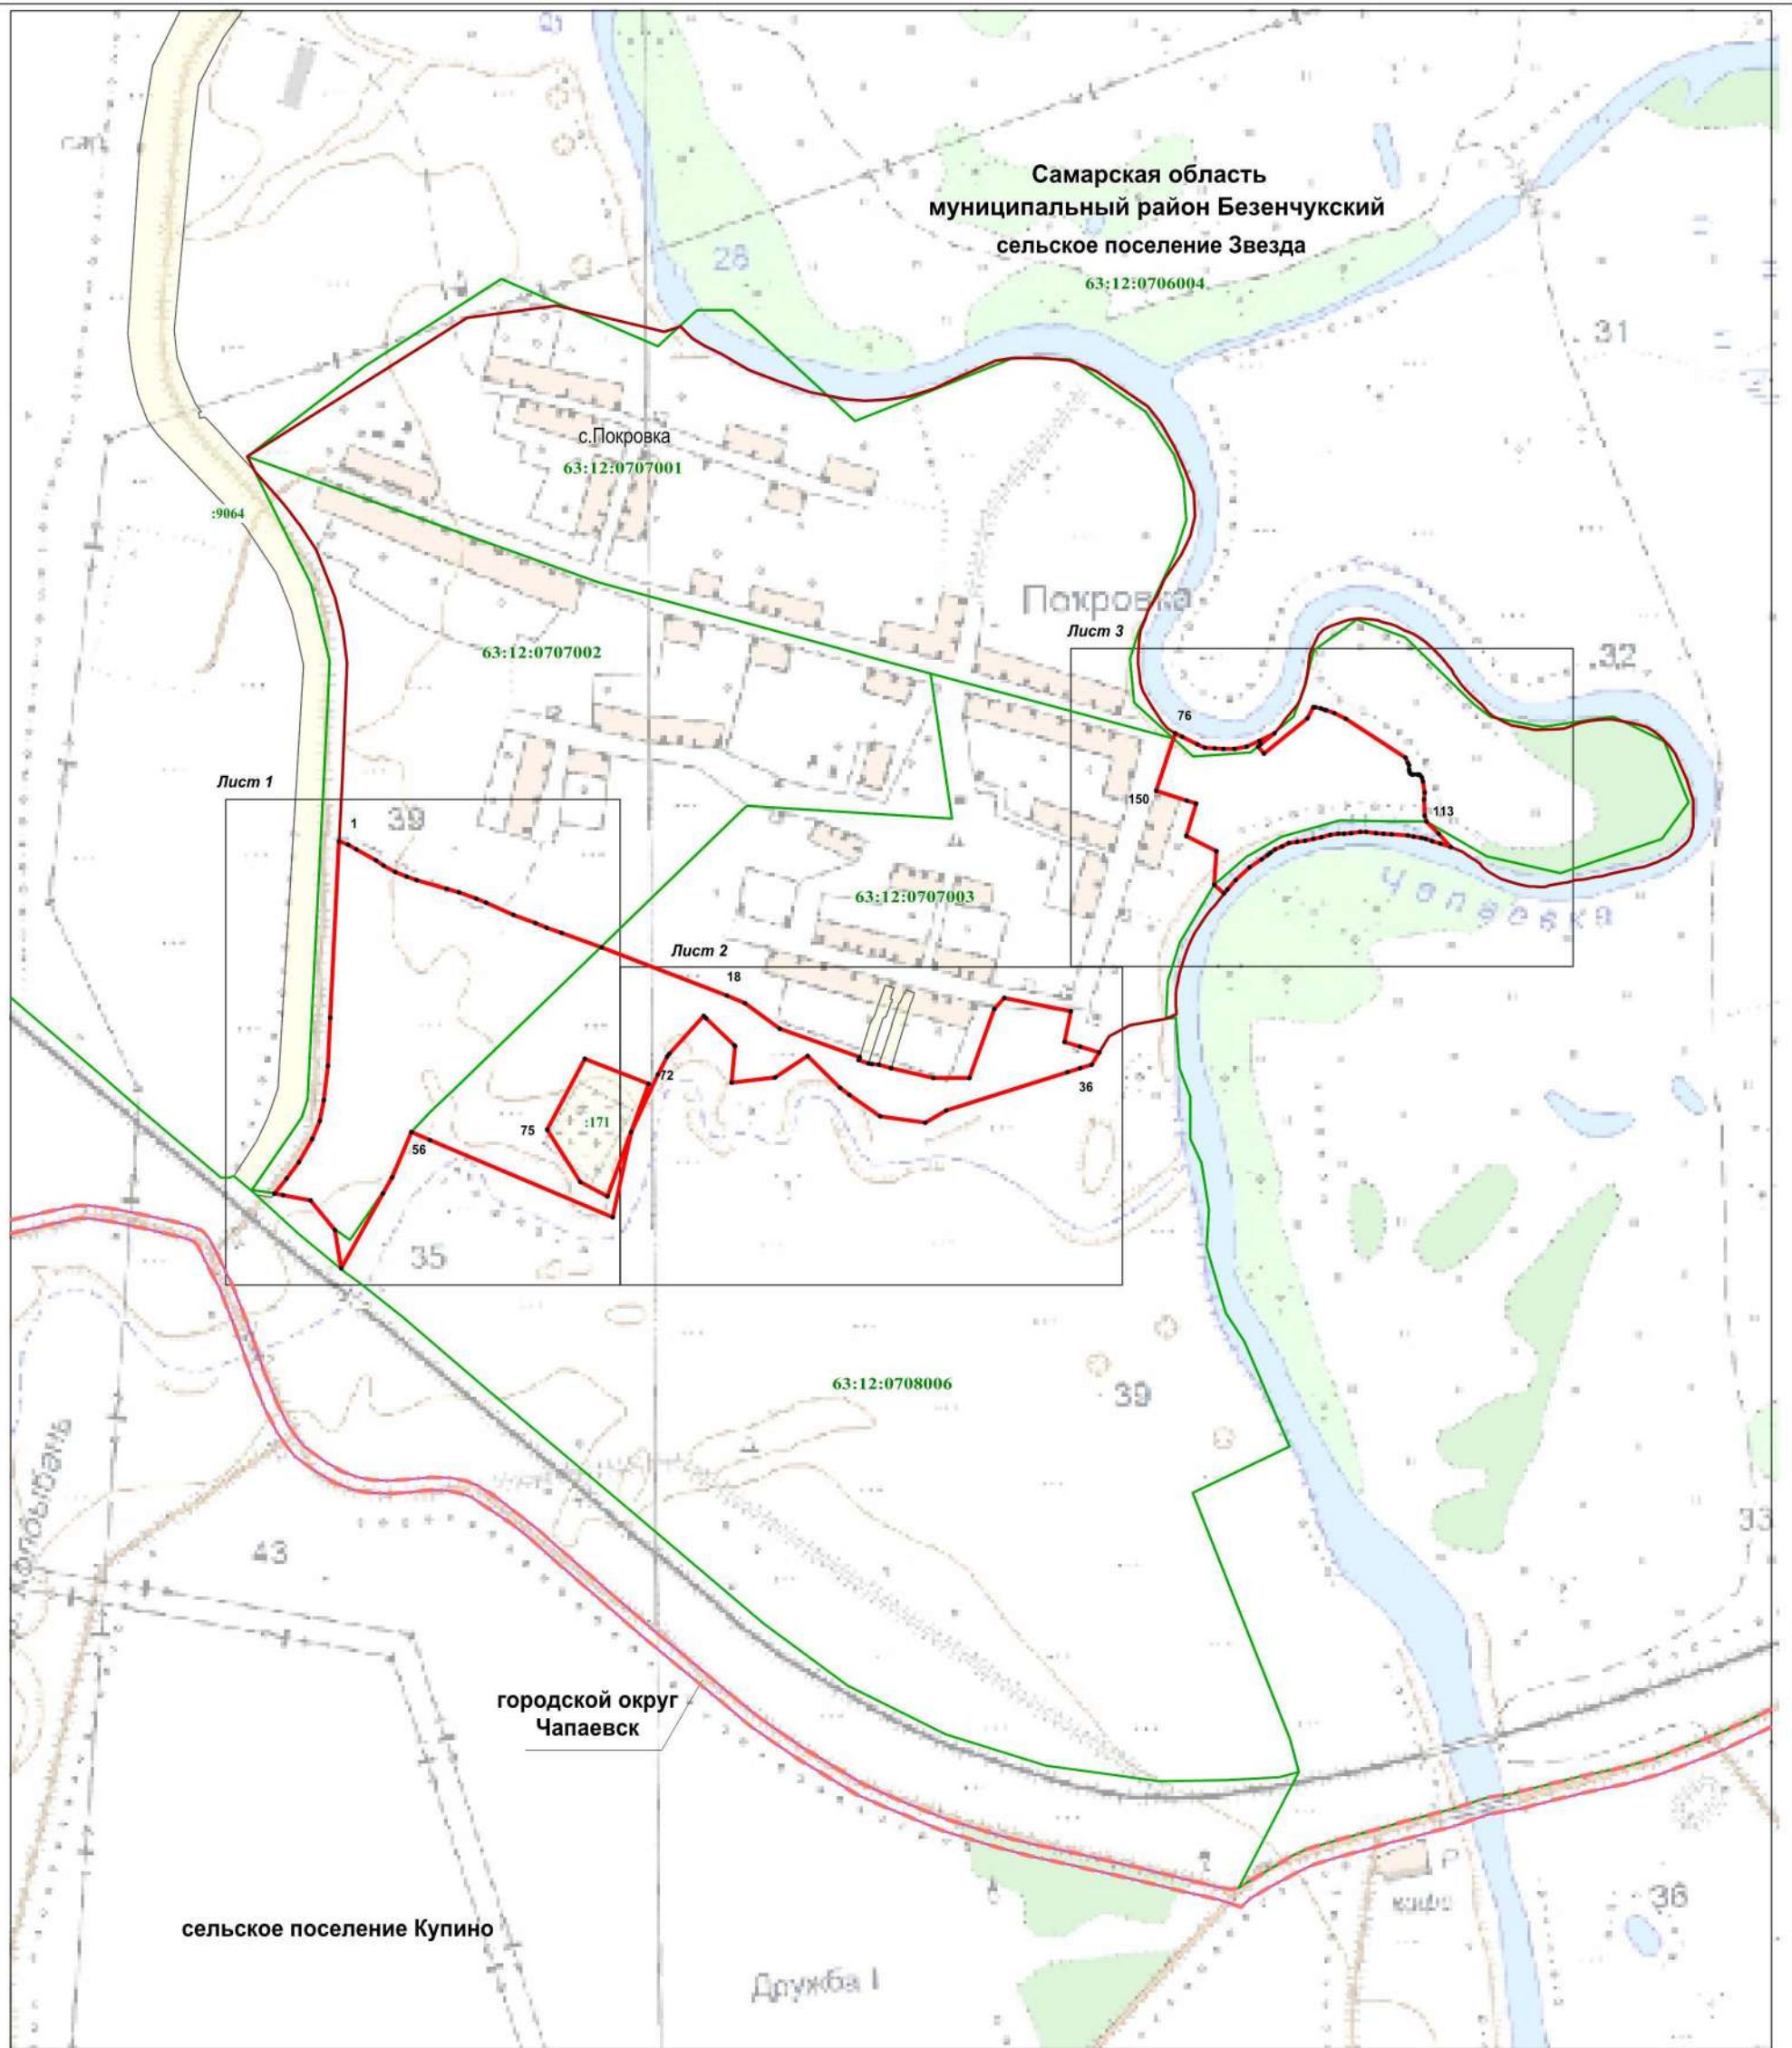 Самарская область
муниципальный район Безенчукский
сельское поселение Звезда
63:12:0706004
28
31
с.Покровка
63:12:0707001
:9064
Покровка
Лист 3
63:12:0707002
32
76
Лист 1
150
39
1
113
Чапаевка
63:12:0707003
Лист 2
18
72
36
75
:171
56
35
63:12:0708006
39
33
43
городской округ
Чапаевск
36
кафе
сельское поселение Купино
Дружба I